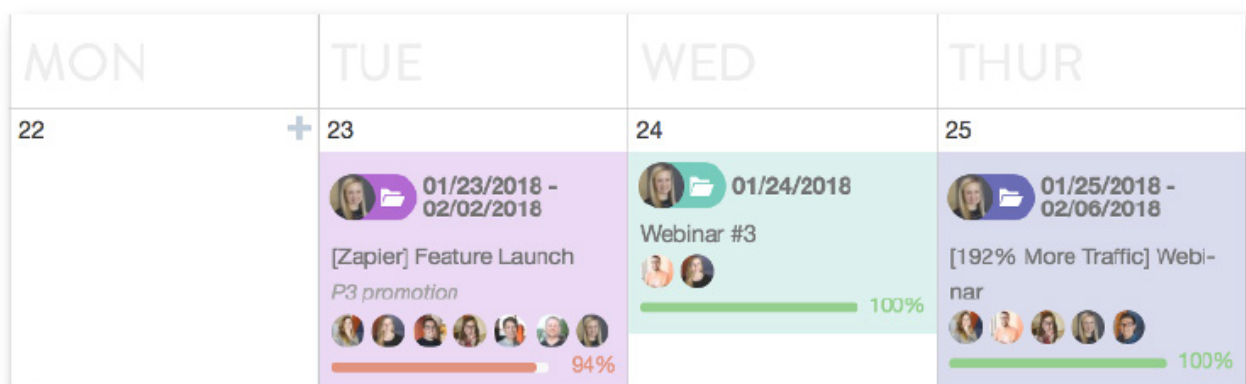 MON TUE WED THUR
22 23 24 25
01/23/2018 -
02/02/2018
[Zapier] Feature Launch
P3 promotion
94%
01/24/2018
Webinar #3
100%
01/25/2018 -
02/06/2018
[192% More Traffic] Webi-
nar
100%